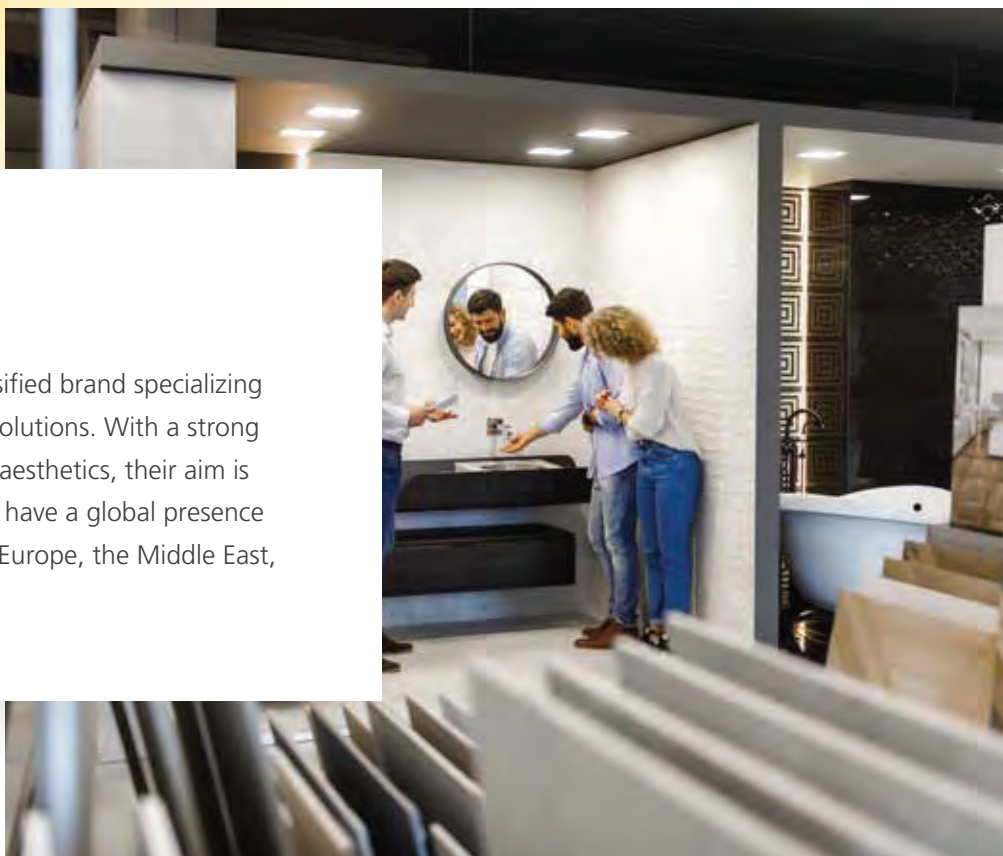 sified brand specializing
olutions. With a strong
aesthetics, their aim is
have a global presence
Europe, the Middle East,